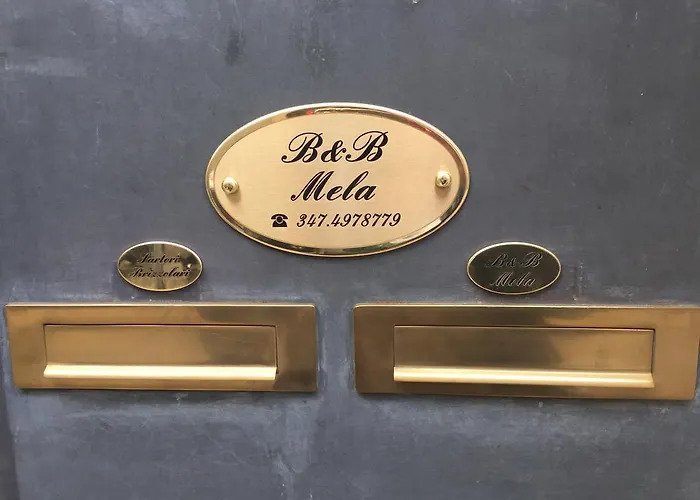 B&B
Mela
☎ 347.4978779
Sartoria
Brizzolari
B&B
Mela